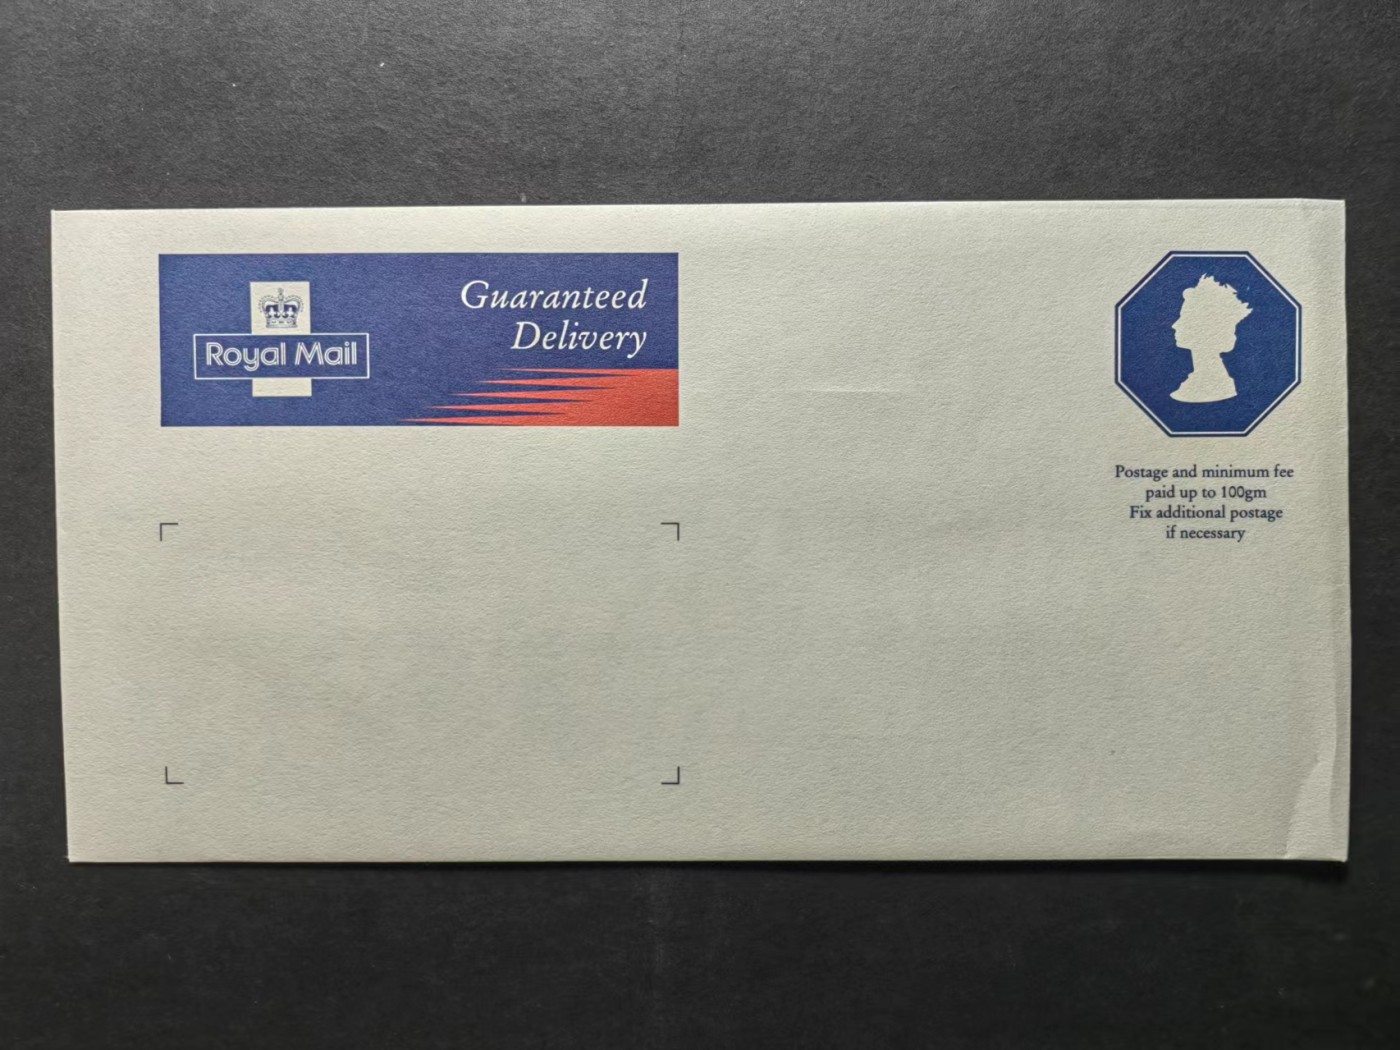 Royal Mail
Guaranteed
Delivery
Postage and minimum fee
paid up to 100gm
Fix additional postage
if necessary